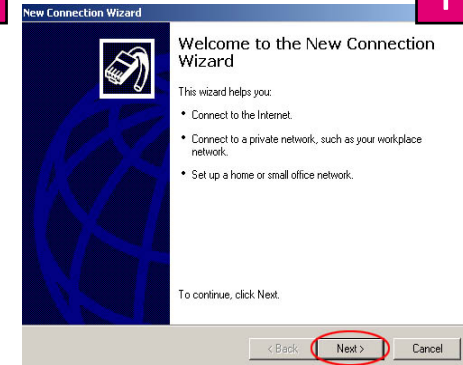 New Connection Wizard
Welcome to the New Connection
Wizard
This wizard helps you:
• Connect to the Internet.
• Connect to a private network, such as your workplace
network.
• Set up a home or small office network.
To continue, click Next.
< Back
Next >
Cancel